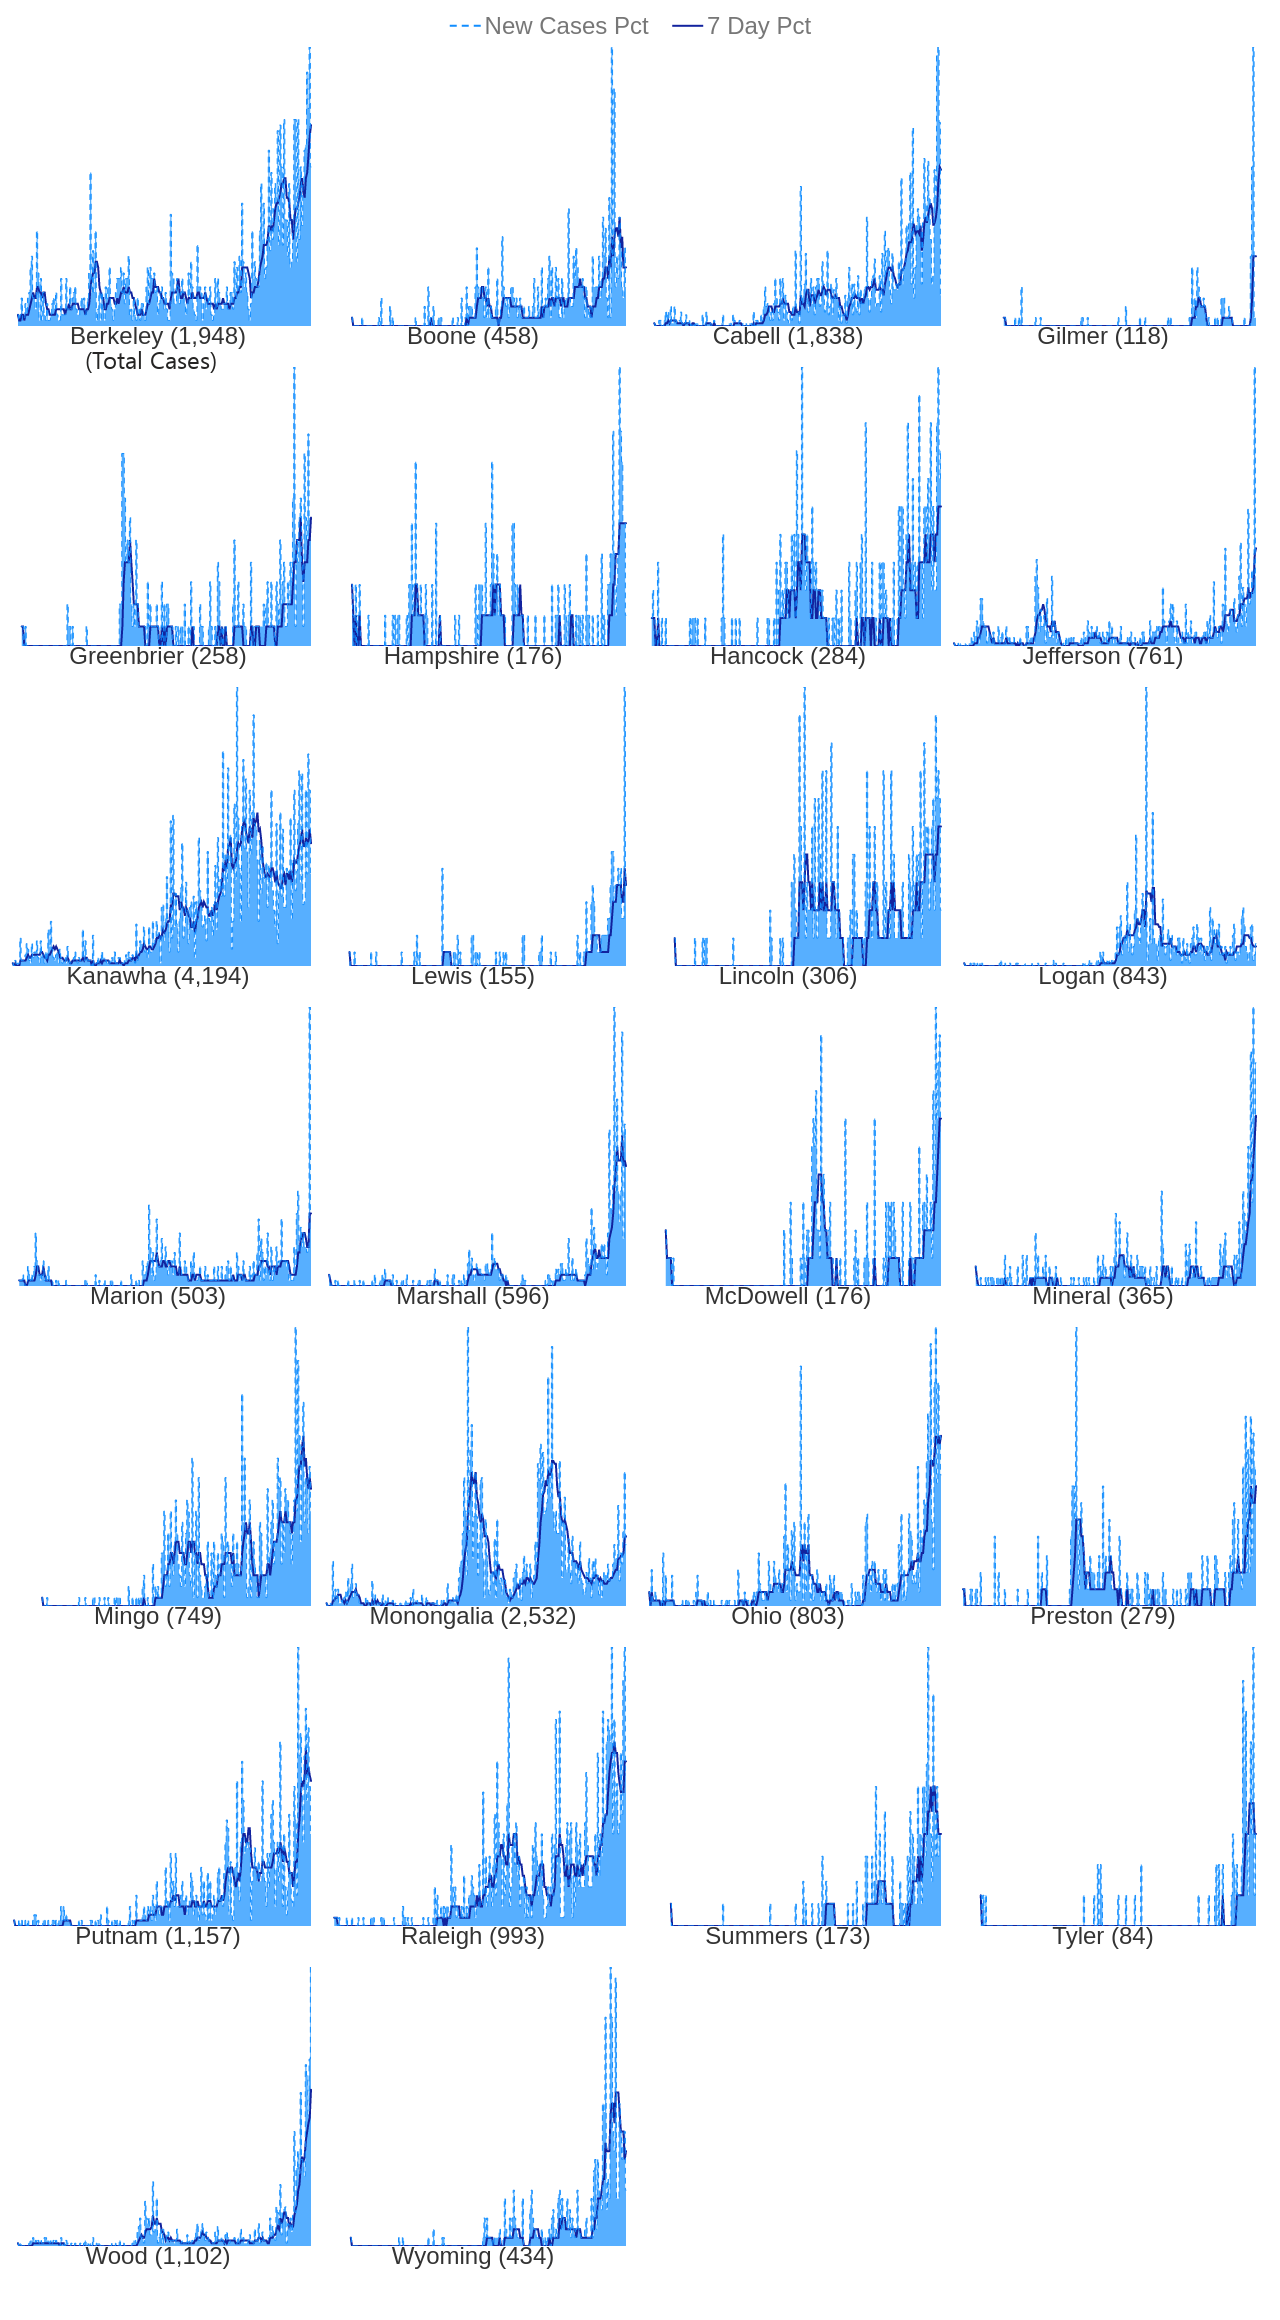 New Cases Pct 7 Day Pct
Berkeley (1,948) Boone (458) Cabell (1,838) Gilmer (118)
(Total Cases)
Greenbrier (258) Hampshire (176) Hancock (284) Jefferson (761)
Kanawha (4,194) Lewis (155) Lincoln (306) Logan (843)
Marion (503) Marshall (596) McDowell (176) Mineral (365)
Mingo (749) Monongalia (2,532) Ohio (803) Preston (279)
Putnam (1,157) Raleigh (993) Summers (173) Tyler (84)
Wood (1,102) Wyoming (434)